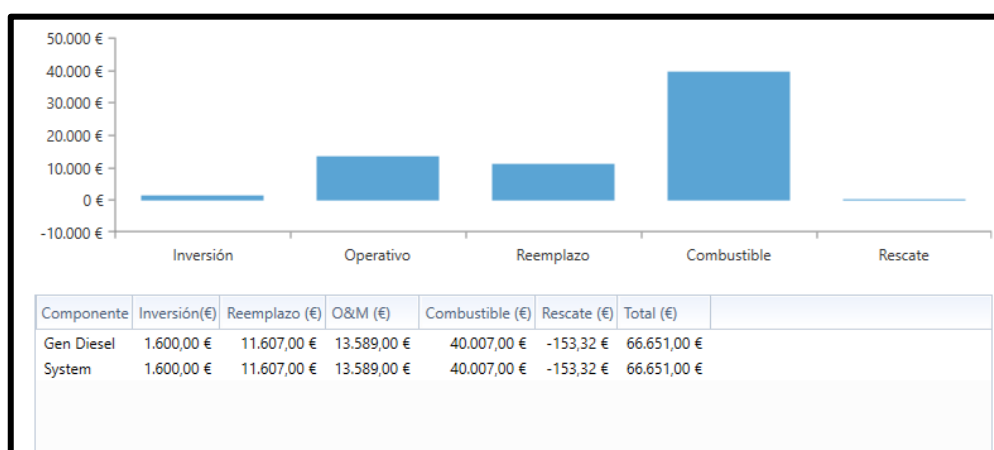 50.000 €
40.000 €
30.000 €
20.000 €
10.000 €
0 €
-10.000 €
Inversión Operativo Reemplazo Combustible Rescate
Componente Inversión(€) Reemplazo (€) O&M (€) Combustible (€) Rescate (€) Total (€)
Gen Diesel 1.600,00 € 11.607,00 € 13.589,00 € 40.007,00 € -153,32 € 66.651,00 €
System 1.600,00 € 11.607,00 € 13.589,00 € 40.007,00 € -153,32 € 66.651,00 €